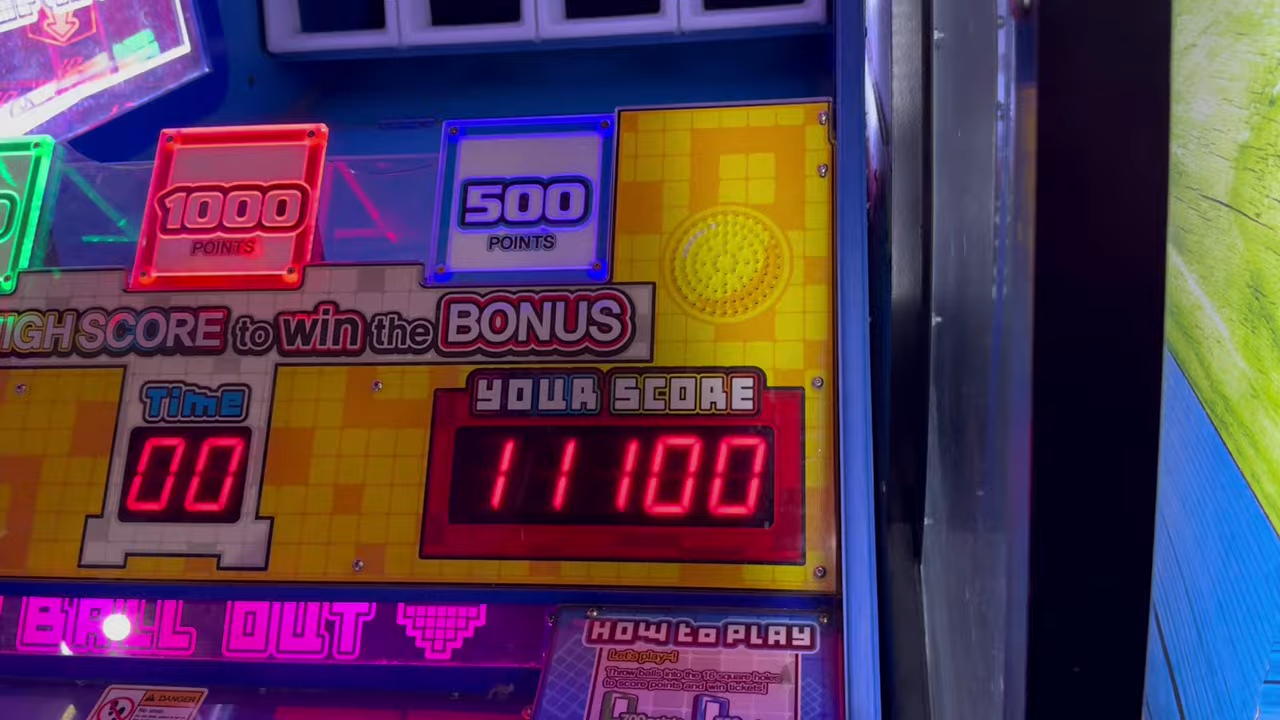 1000
POINTS
500
POINTS
HIGH SCORE to win the BONUS
TIME
00
YOUR SCORE
11100
BALL OUT
HOW to PLAY
Let's play!
Throw balls into the 16 square holes
to score points and win tickets!
DANGER